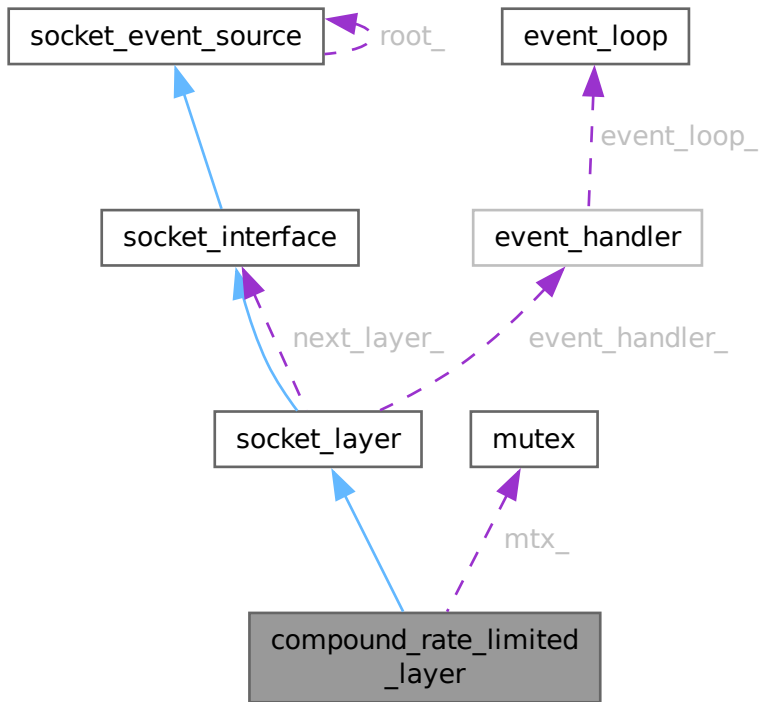 socket_event_source
root_
event_loop
event_loop_
socket_interface
event_handler
next_layer_
event_handler_
socket_layer
mutex
mtx_
compound_rate_limited
_layer